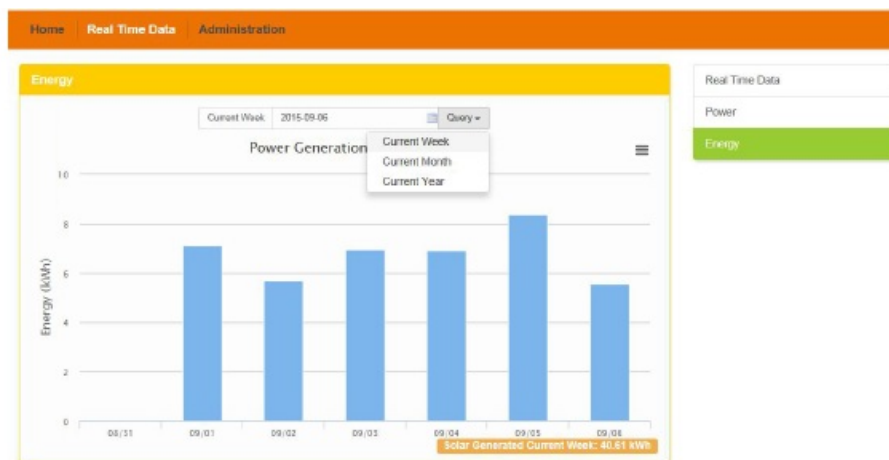 Home Real Time Data Administration
Energy
Real Time Data
Power
Energy
Current Week 2015-09-06 Query
Current Week
Current Month
Current Year
Power Generation
10
8
6
4
2
0
Energy (kWh)
08/31 09/01 09/02 09/03 09/04 09/05 09/06
Solar Generated Current Week: 40.61 kWh